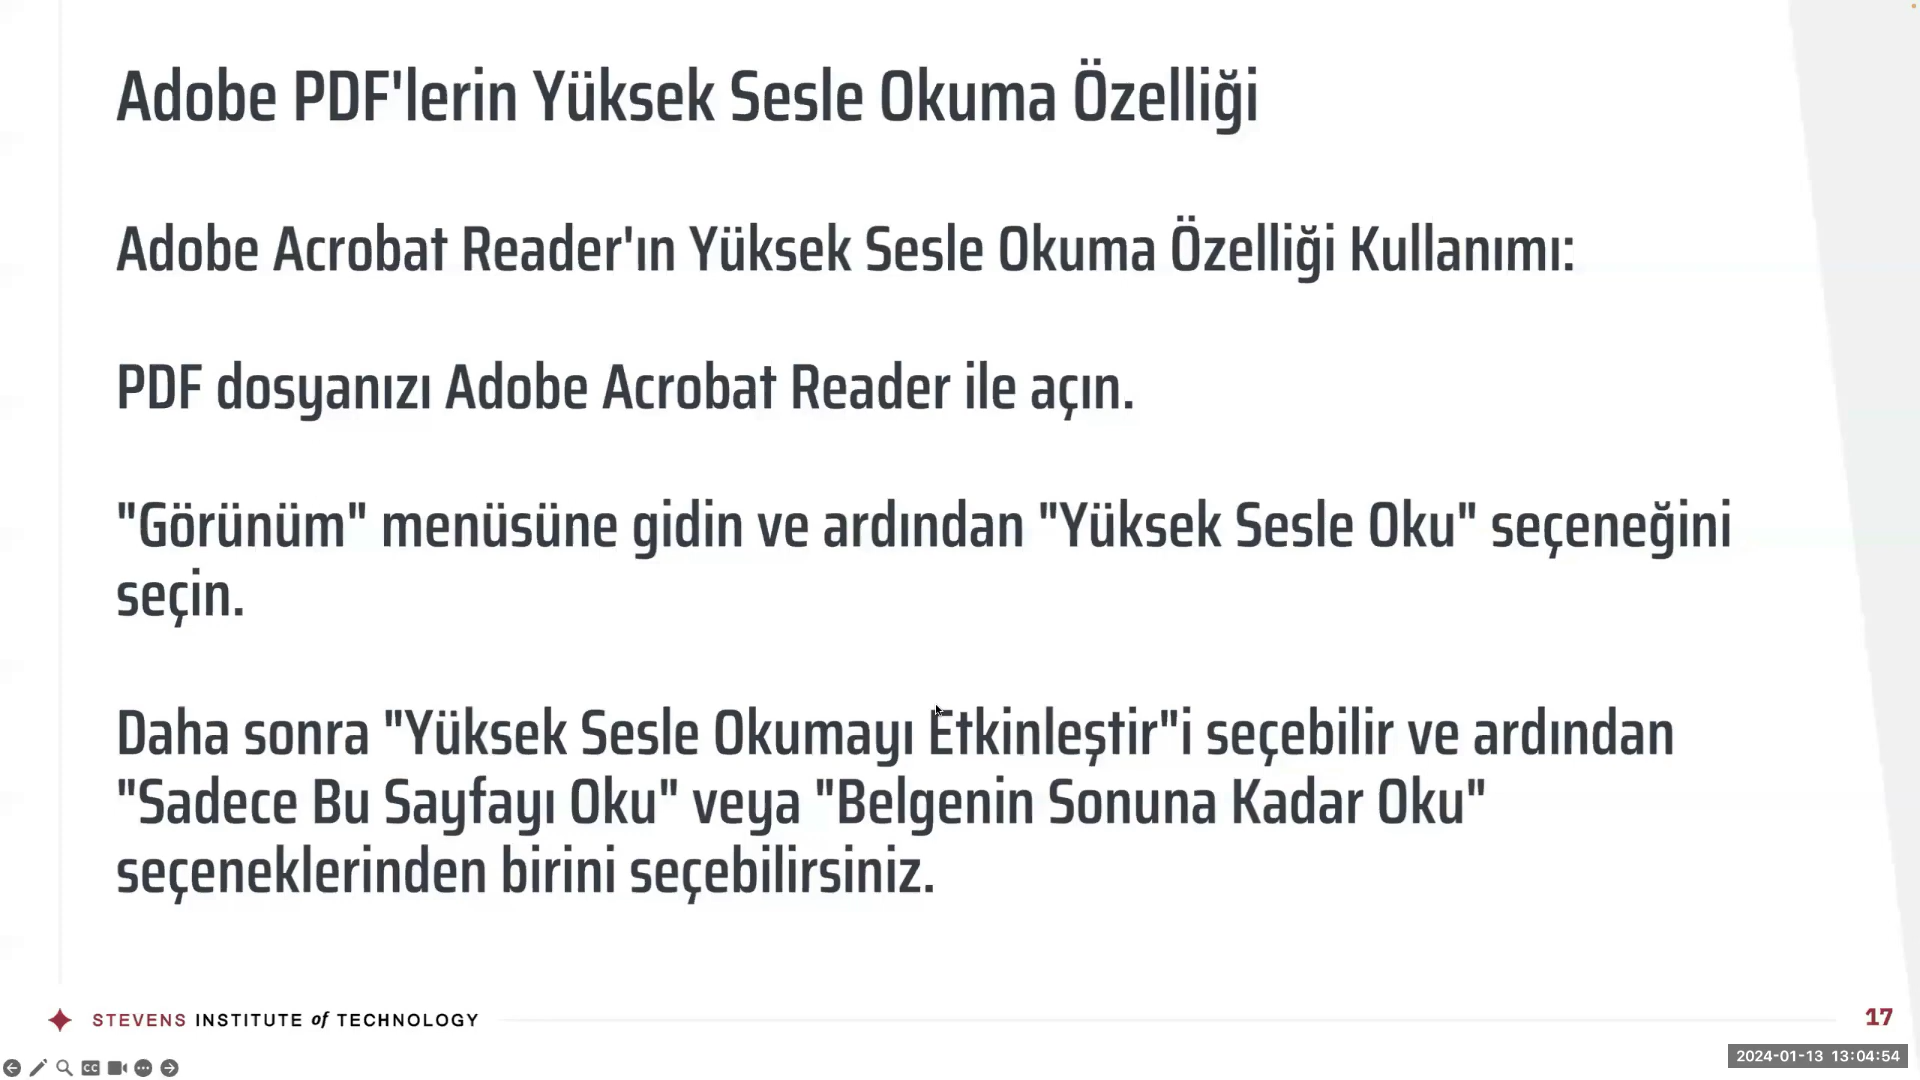 Adobe PDF'lerin Yüksek Sesle Okuma Özelliği
Adobe Acrobat Reader'ın Yüksek Sesle Okuma Özelliği Kullanımı:
PDF dosyanızı Adobe Acrobat Reader ile açın.
"Görünüm" menüsüne gidin ve ardından "Yüksek Sesle Oku" seçeneğini
seçin.
Daha sonra "Yüksek Sesle Okumayı Etkinleştir"i seçebilir ve ardından
"Sadece Bu Sayfayı Oku" veya "Belgenin Sonuna Kadar Oku"
seçeneklerinden birini seçebilirsiniz.
STEVENS INSTITUTE of TECHNOLOGY
17
CC
2024-01-13 13:04:54